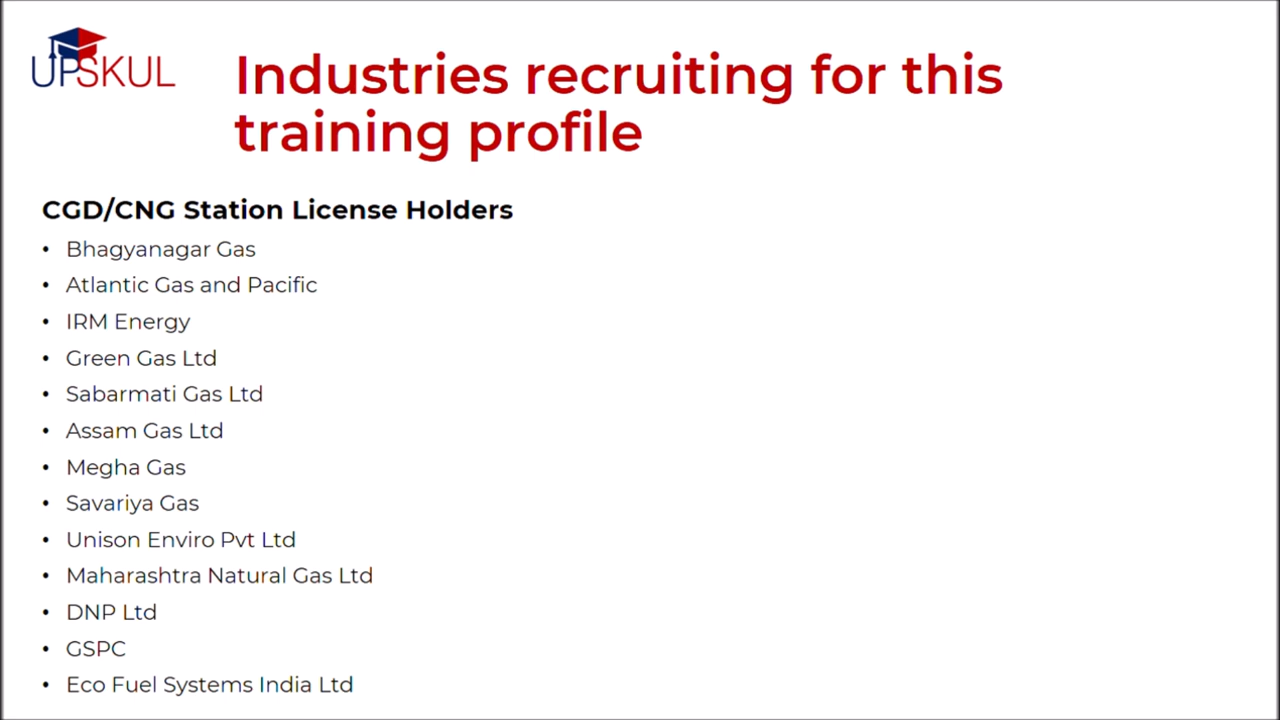 UPSKUL
Industries recruiting for this
training profile
CGD/CNG Station License Holders
• Bhagyanagar Gas
• Atlantic Gas and Pacific
• IRM Energy
• Green Gas Ltd
• Sabarmati Gas Ltd
• Assam Gas Ltd
• Megha Gas
• Savariya Gas
• Unison Enviro Pvt Ltd
• Maharashtra Natural Gas Ltd
• DNP Ltd
• GSPC
• Eco Fuel Systems India Ltd